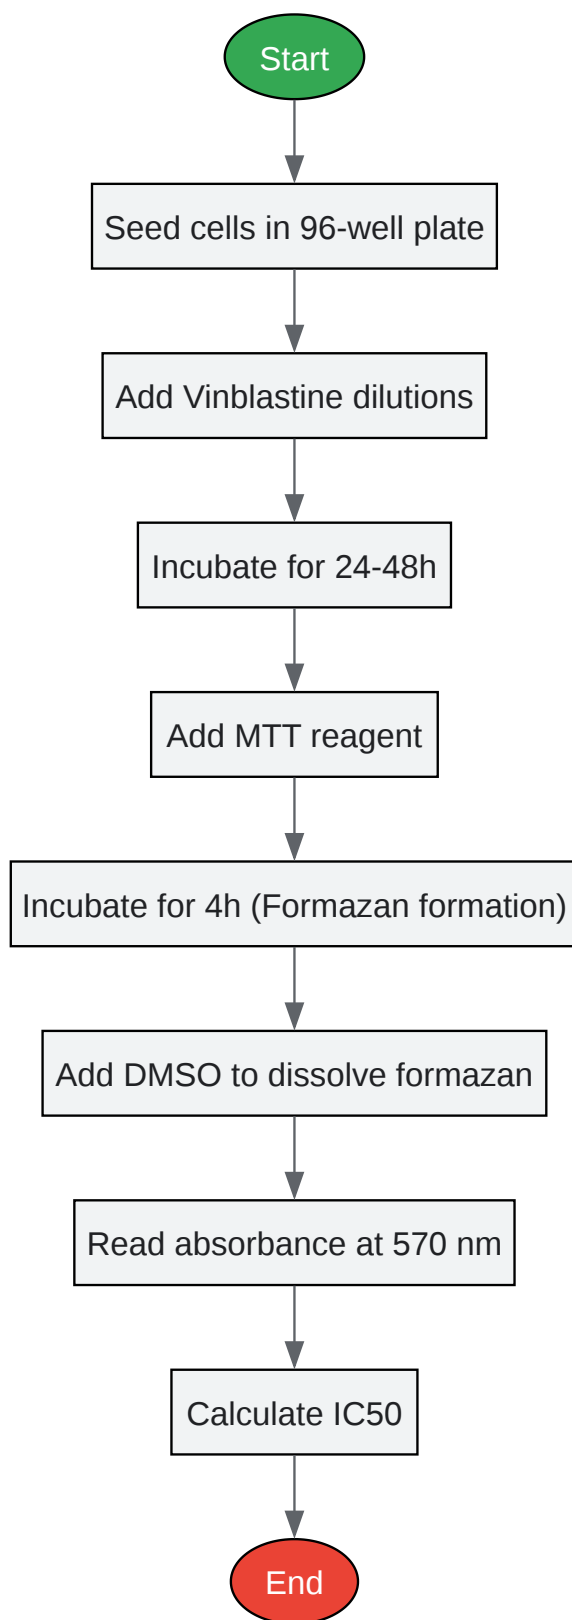 Start
Seed cells in 96-well plate
Add Vinblastine dilutions
Incubate for 24-48h
Add MTT reagent
Incubate for 4h (Formazan formation)
Add DMSO to dissolve formazan
Read absorbance at 570 nm
Calculate IC50
End